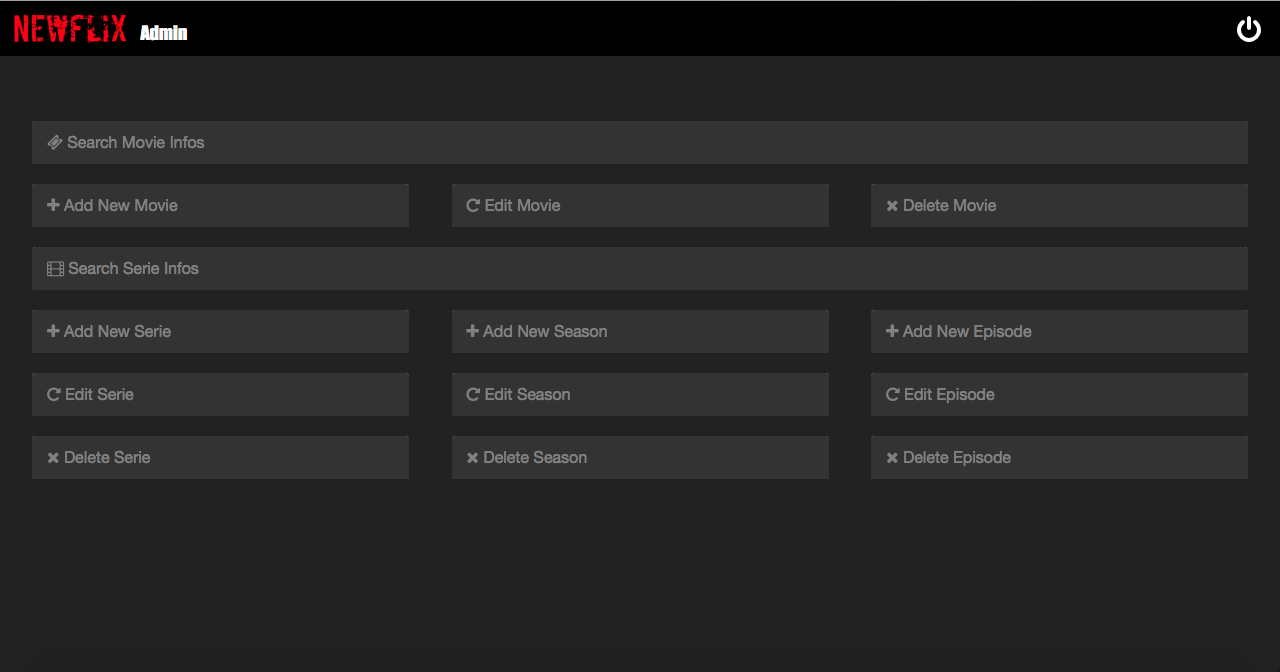 NEWFLIX Admin
Search Movie Infos
Add New Movie Edit Movie Delete Movie
Search Serie Infos
Add New Serie Add New Season Add New Episode
Edit Serie Edit Season Edit Episode
Delete Serie Delete Season Delete Episode